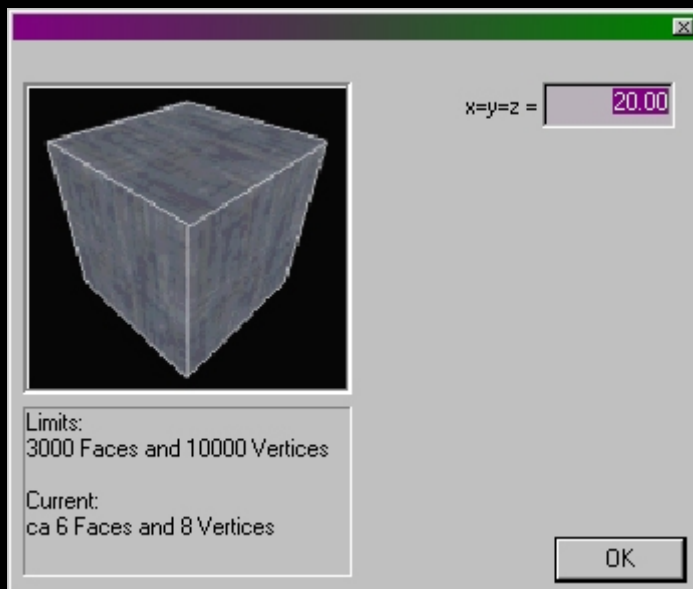 x=y=z = 20.00
Limits:
3000 Faces and 10000 Vertices
Current:
ca 6 Faces and 8 Vertices
OK